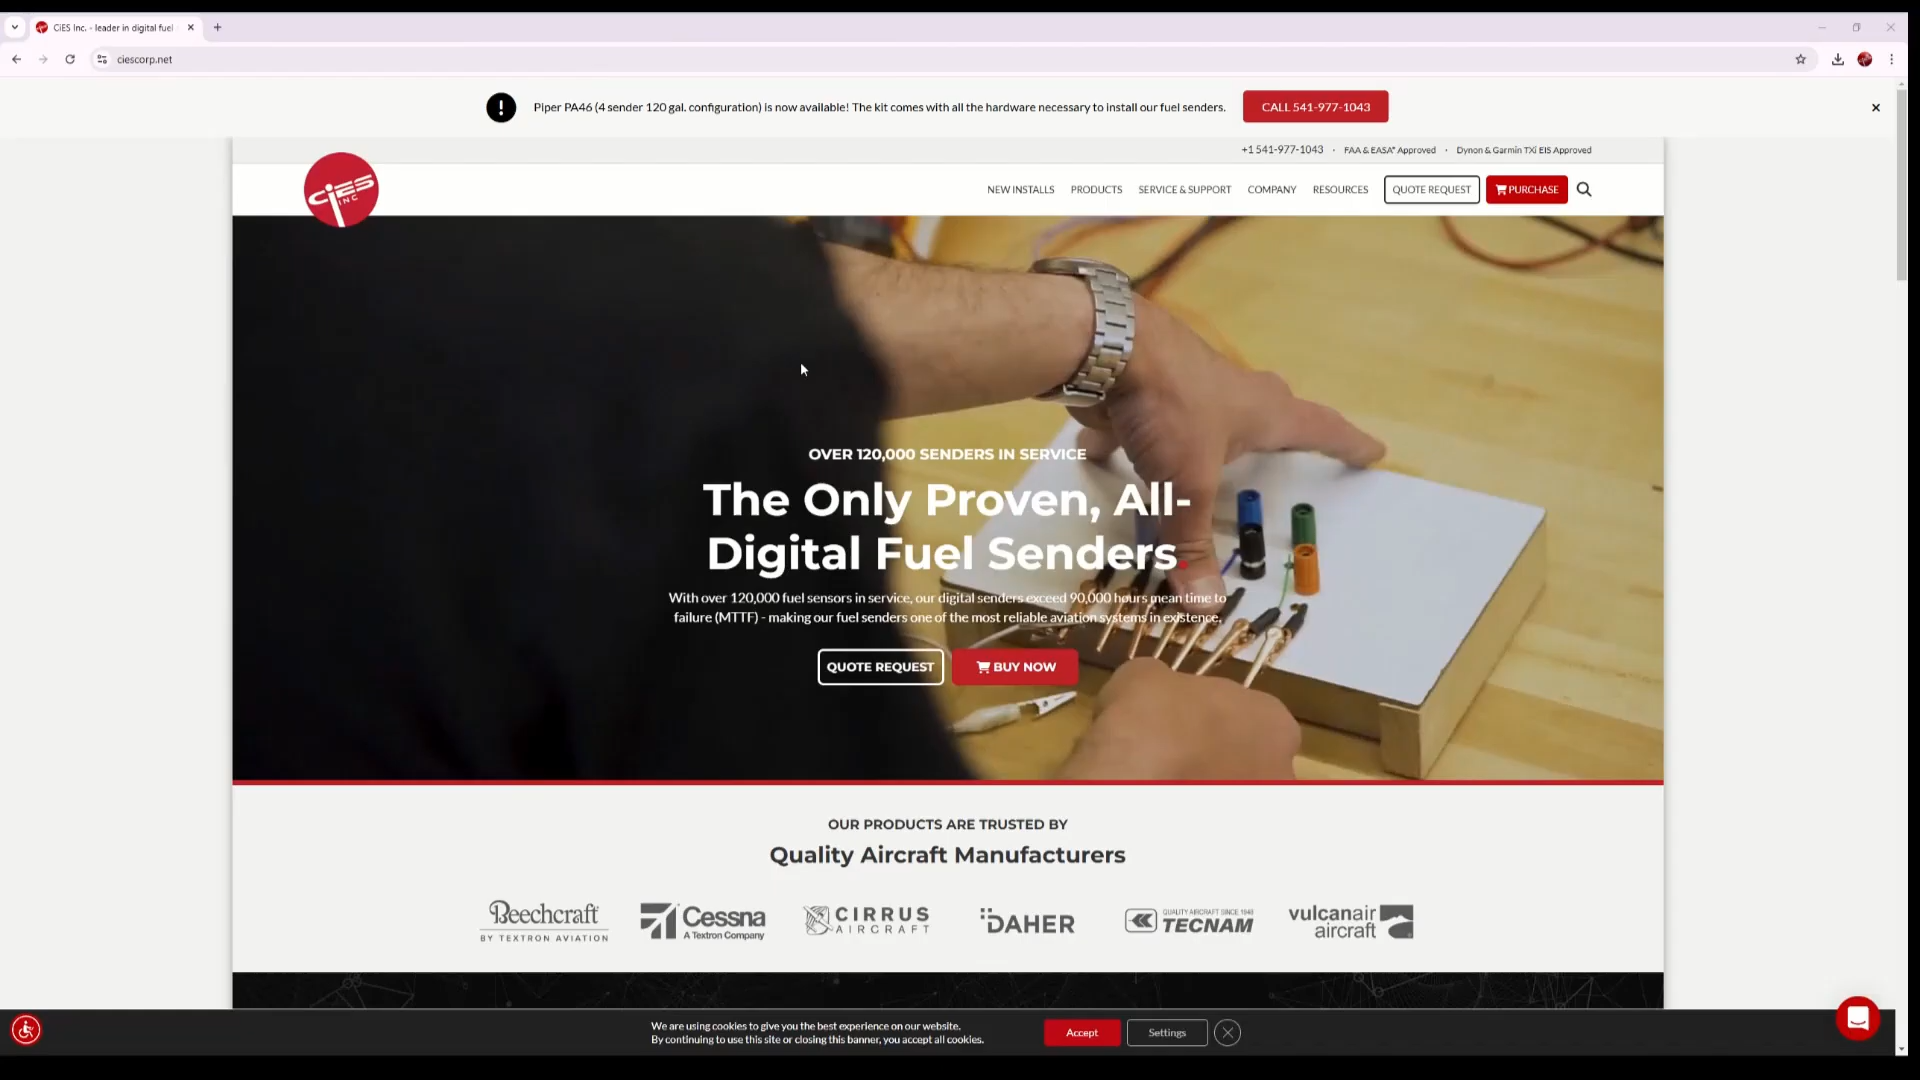 CiES Inc. - leader in digital fuel
ciescorp.net
Piper PA46 (4 sender 120 gal. configuration) is now available! The kit comes with all the hardware necessary to install our fuel senders.
CALL 541-977-1043
+1 541-977-1043 · FAA & EASA* Approved · Dynon & Garmin TXi EIS Approved
CiES
INC
NEW INSTALLS PRODUCTS SERVICE & SUPPORT COMPANY RESOURCES QUOTE REQUEST PURCHASE
OVER 120,000 SENDERS IN SERVICE
The Only Proven, All-
Digital Fuel Senders.
With over 120,000 fuel sensors in service, our digital senders exceed 90,000 hours mean time to
failure (MTTF) - making our fuel senders one of the most reliable aviation systems in existence.
QUOTE REQUEST BUY NOW
OUR PRODUCTS ARE TRUSTED BY
Quality Aircraft Manufacturers
Beechcraft
BY TEXTRON AVIATION
Cessna
A Textron Company
CIRRUS
AIRCRAFT
DAHER
QUALITY AIRCRAFT SINCE 1948
TECNAM
vulcanair
aircraft
We are using cookies to give you the best experience on our website.
By continuing to use this site or closing this banner, you accept all cookies.
Accept Settings